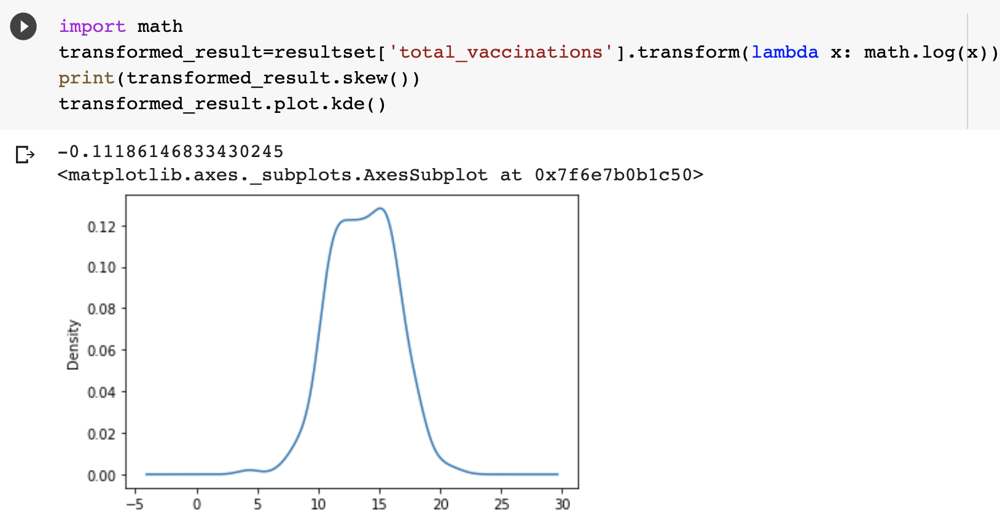 import math
transformed_result=resultset['total_vaccinations'].transform(lambda x: math.log(x))
print(transformed_result.skew())
transformed_result.plot.kde()
-0.11186146833430245
<matplotlib.axes._subplots.AxesSubplot at 0x7f6e7b0b1c50>
0.12
0.10
0.08
0.06
0.04
0.02
0.00
Density
−5 0 5 10 15 20 25 30